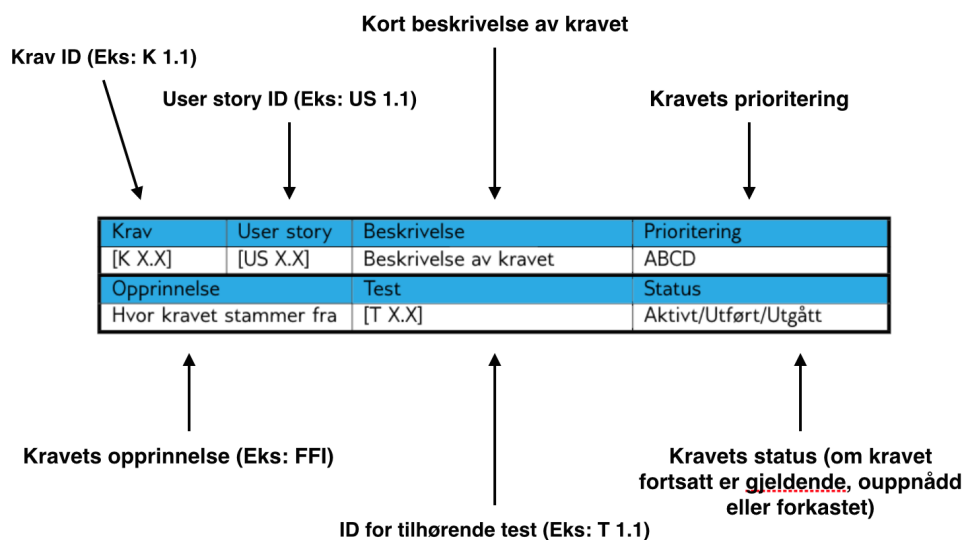 Kort beskrivelse av kravet
Krav ID (Eks: K 1.1)
User story ID (Eks: US 1.1)
Kravets prioritering
Krav User story Beskrivelse Prioritering
[K X.X] [US X.X] Beskrivelse av kravet ABCD
Opprinnelse Test Status
Hvor kravet stammer fra [T X.X] Aktivt/Utført/Utgått
Kravets opprinnelse (Eks: FFI)
Kravets status (om kravet
fortsatt er gjeldende, ouppnådd
eller forkastet)
ID for tilhørende test (Eks: T 1.1)